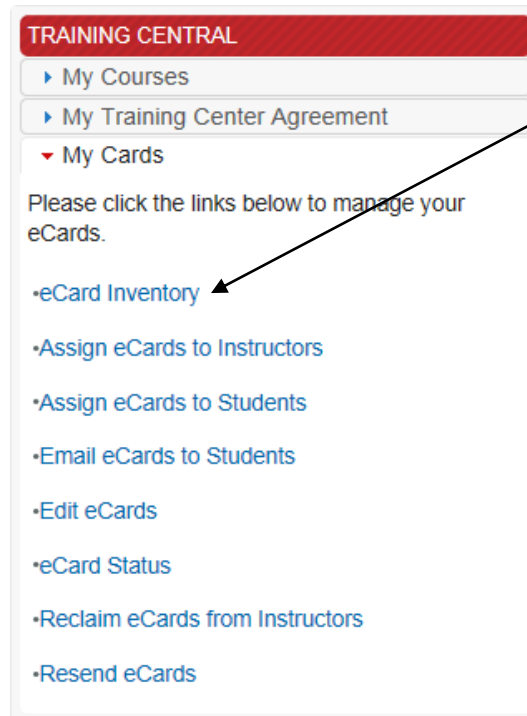 TRAINING CENTRAL
My Courses
My Training Center Agreement
My Cards
Please click the links below to manage your
eCards.
•eCard Inventory
•Assign eCards to Instructors
•Assign eCards to Students
•Email eCards to Students
•Edit eCards
•eCard Status
•Reclaim eCards from Instructors
•Resend eCards